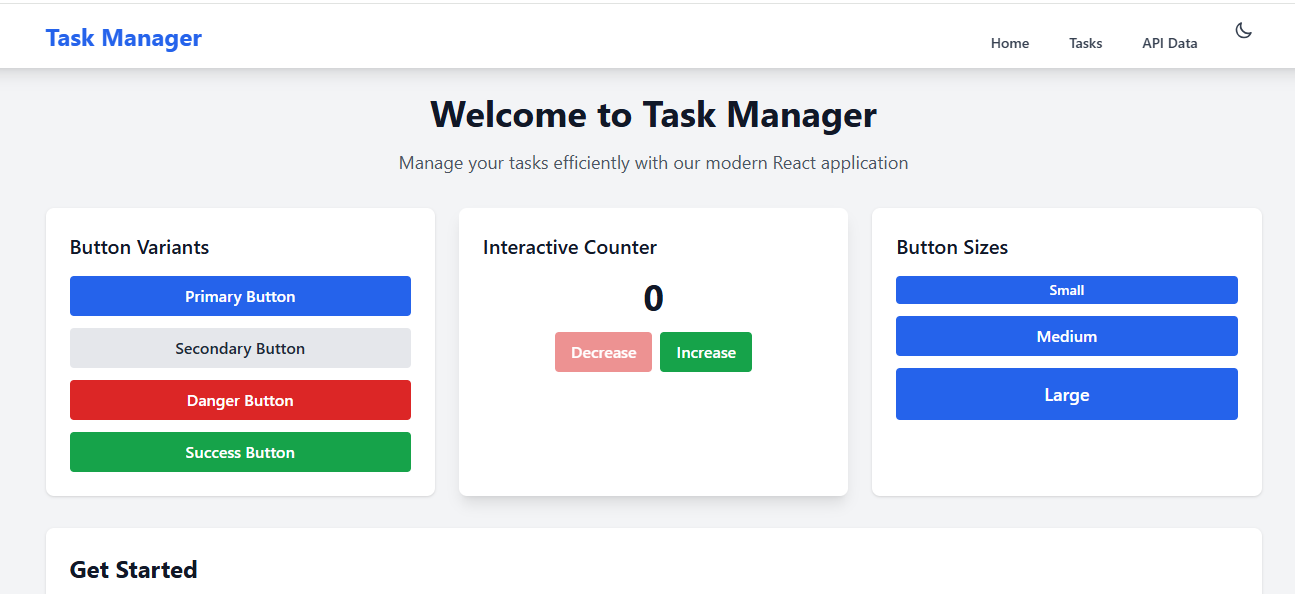 Task Manager
Home
Tasks
API Data
Welcome to Task Manager
Manage your tasks efficiently with our modern React application
Button Variants
Primary Button
Secondary Button
Danger Button
Success Button
Interactive Counter
0
Decrease
Increase
Button Sizes
Small
Medium
Large
Get Started